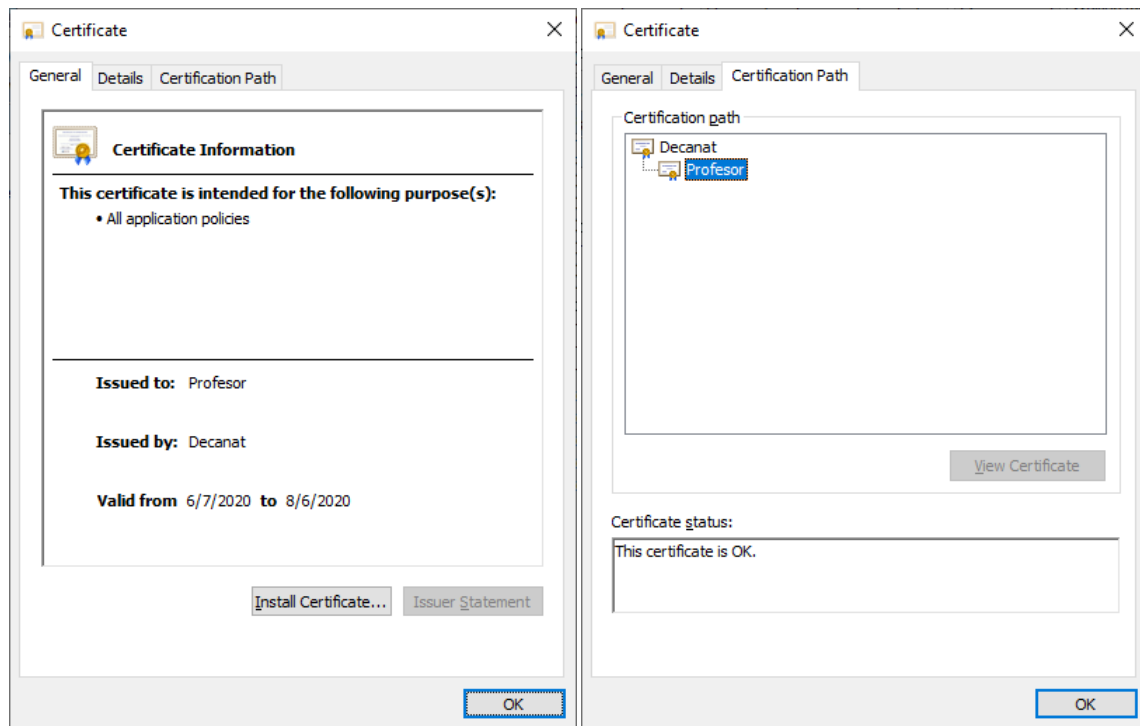 Certificate
General
Details
Certification Path
Certificate Information
This certificate is intended for the following purpose(s):
• All application policies
Issued to: Profesor
Issued by: Decanat
Valid from 6/7/2020 to 8/6/2020
Install Certificate...
Issuer Statement
OK
Certificate
General
Details
Certification Path
Certification path
Decanat
Profesor
View Certificate
Certificate status:
This certificate is OK.
OK